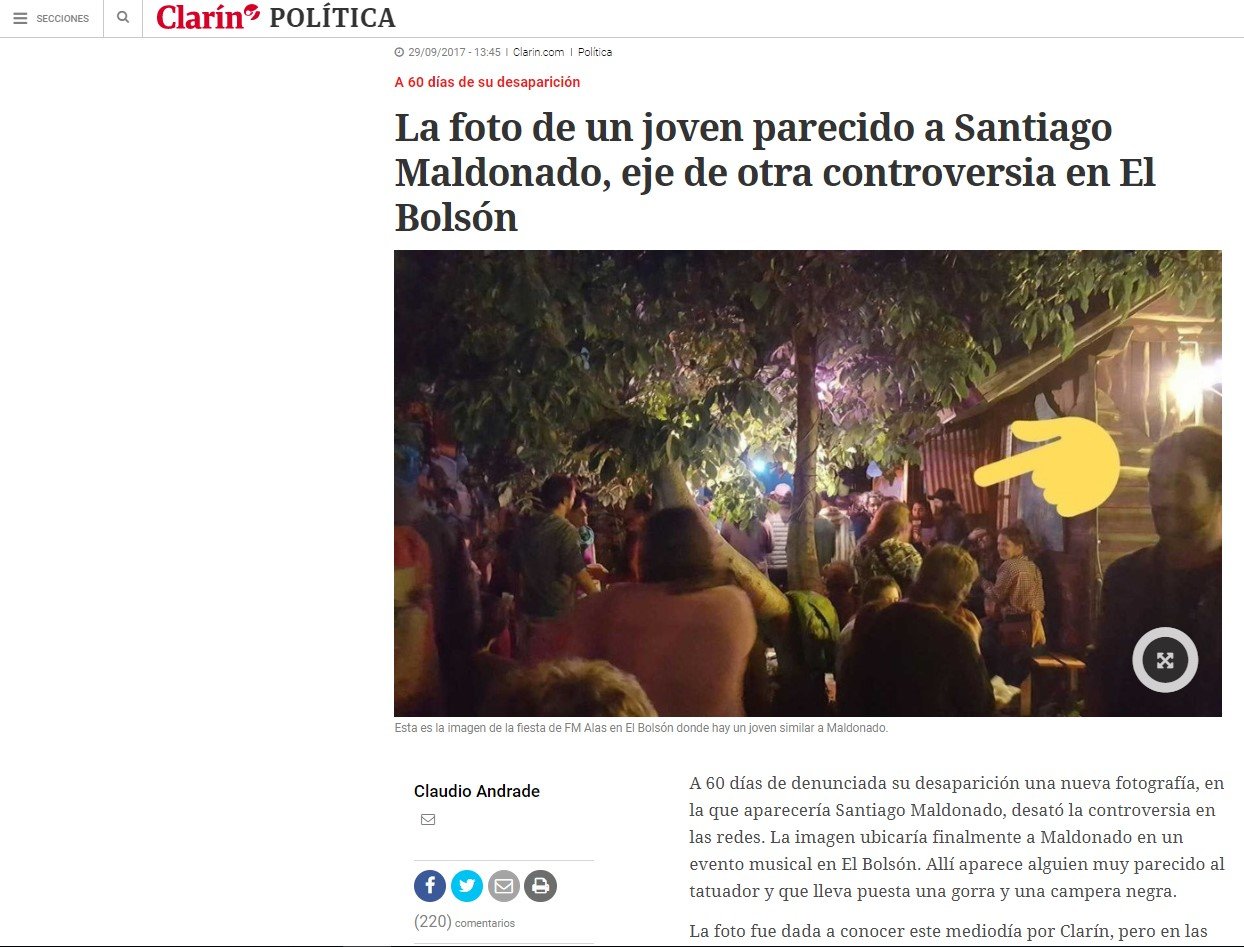 SECCIONES
Clarín POLÍTICA
29/09/2017 - 13:45 | Clarin.com | Política
A 60 días de su desaparición
La foto de un joven parecido a Santiago
Maldonado, eje de otra controversia en El
Bolsón
Esta es la imagen de la fiesta de FM Alas en El Bolsón donde hay un joven similar a Maldonado.
Claudio Andrade
(220) comentarios
A 60 días de denunciada su desaparición una nueva fotografía, en
la que aparecería Santiago Maldonado, desató la controversia en
las redes. La imagen ubicaría finalmente a Maldonado en un
evento musical en El Bolsón. Allí aparece alguien muy parecido al
tatuador y que lleva puesta una gorra y una campera negra.
La foto fue dada a conocer este mediodía por Clarín, pero en las